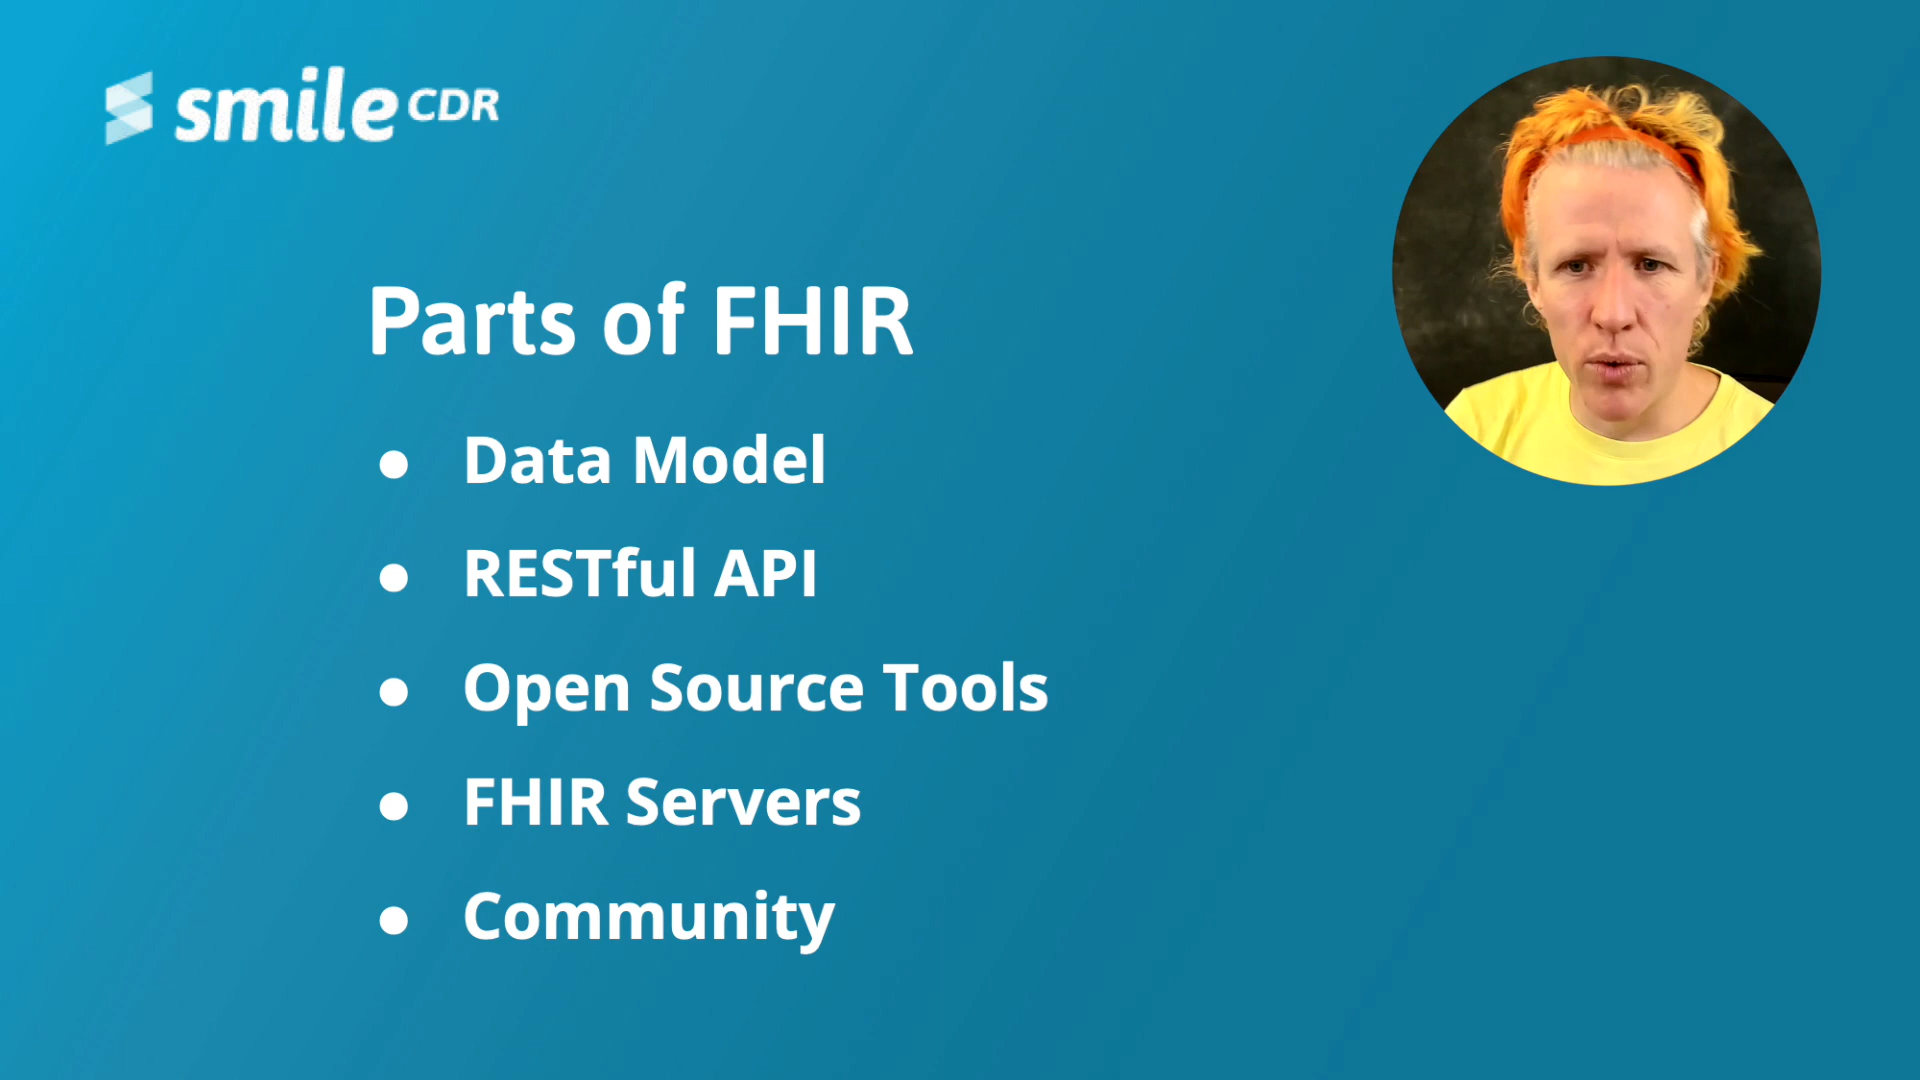 smile CDR
Parts of FHIR
● Data Model
● RESTful API
● Open Source Tools
● FHIR Servers
● Community